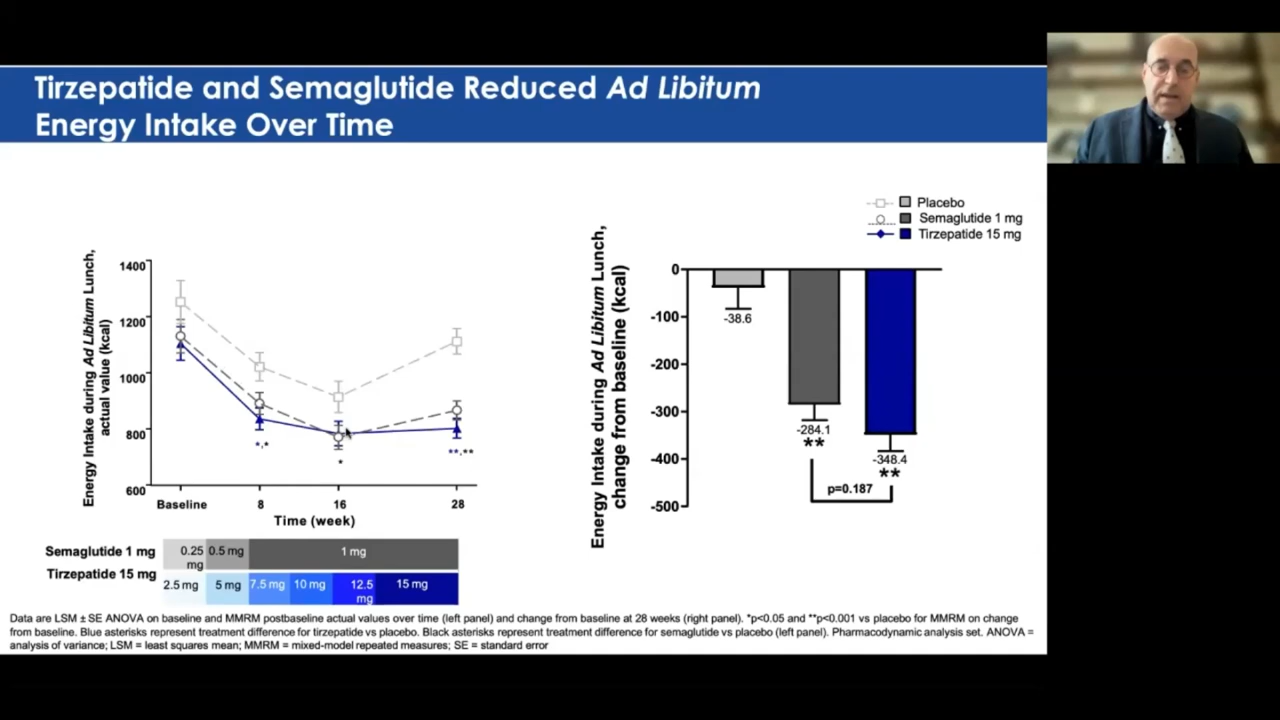 Tirzepatide and Semaglutide Reduced Ad Libitum
Energy Intake Over Time
Placebo
Semaglutide 1 mg
Tirzepatide 15 mg
Energy Intake during Ad Libitum Lunch,
actual value (kcal)
1400
1200
1000
800
600
*,*
*
**,**
Baseline
8
16
28
Time (week)
Semaglutide 1 mg
0.25
mg
0.5 mg
1 mg
Tirzepatide 15 mg
2.5 mg
5 mg
7.5 mg
10 mg
12.5
mg
15 mg
Energy Intake during Ad Libitum Lunch,
change from baseline (kcal)
0
-100
-200
-300
-400
-500
-38.6
-284.1
**
-348.4
**
p=0.187
Data are LSM ± SE ANOVA on baseline and MMRM postbaseline actual values over time (left panel) and change from baseline at 28 weeks (right panel). *p<0.05 and **p<0.001 vs placebo for MMRM on change
from baseline. Blue asterisks represent treatment difference for tirzepatide vs placebo. Black asterisks represent treatment difference for semaglutide vs placebo (left panel). Pharmacodynamic analysis set. ANOVA =
analysis of variance; LSM = least squares mean; MMRM = mixed-model repeated measures; SE = standard error